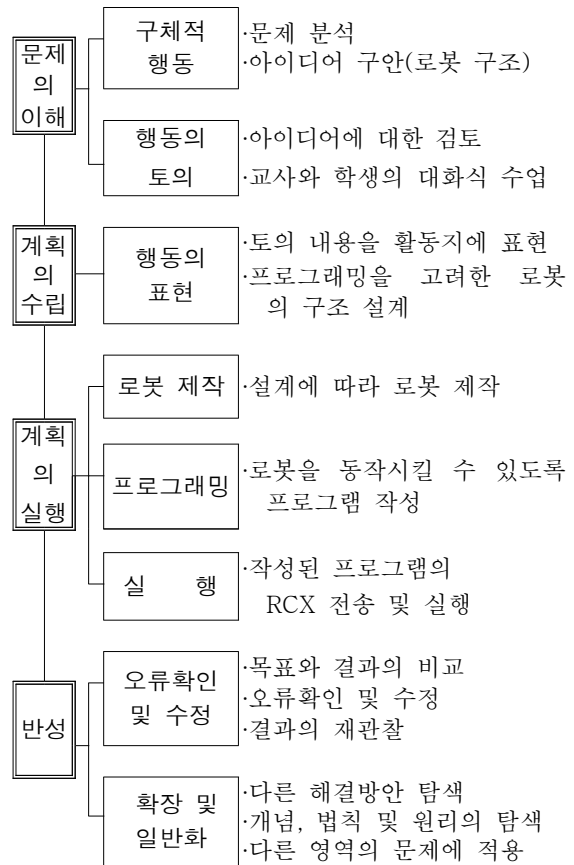 문제
의
이해
구체적
행동
·문제 분석
·아이디어 구안(로봇 구조)
행동의
토의
·아이디어에 대한 검토
·교사와 학생의 대화식 수업
계획
의
수립
행동의
표현
·토의 내용을 활동지에 표현
·프로그래밍을 고려한 로봇
의 구조 설계
계획
의
실행
로봇 제작
·설계에 따라 로봇 제작
프로그래밍
·로봇을 동작시킬 수 있도록
프로그램 작성
실 행
·작성된 프로그램의
RCX 전송 및 실행
반성
오류확인
및 수정
·목표와 결과의 비교
·오류확인 및 수정
·결과의 재관찰
확장 및
일반화
·다른 해결방안 탐색
·개념, 법칙 및 원리의 탐색
·다른 영역의 문제에 적용